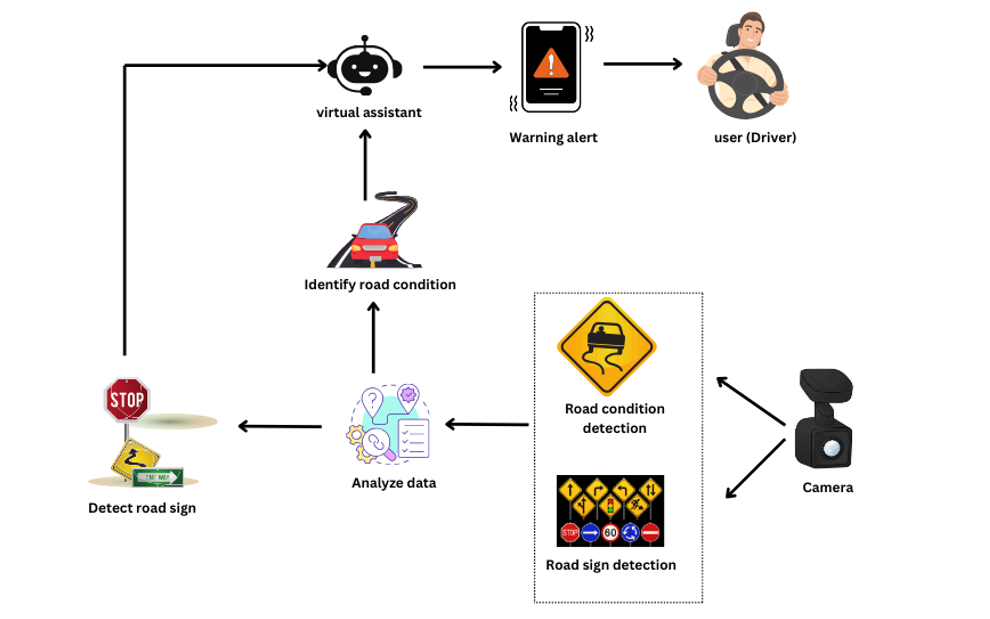 virtual assistant
Warning alert
user (Driver)
Identify road condition
STOP
Detect road sign
?
Analyze data
Road condition
detection
STOP
60
Road sign detection
Camera